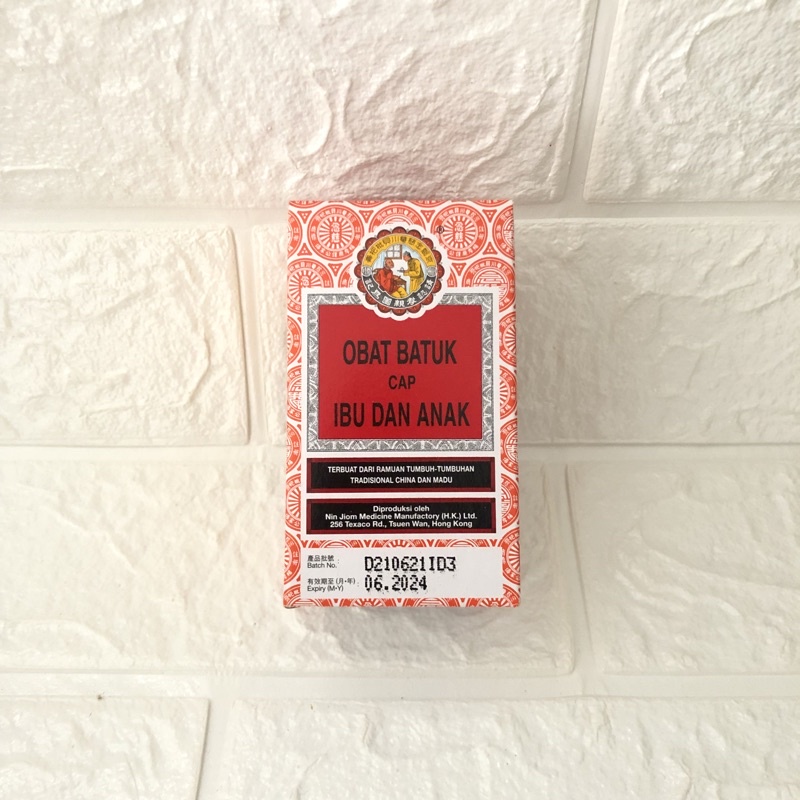 ®
OBAT BATUK
CAP
IBU DAN ANAK
TERBUAT DARI RAMUAN TUMBUH-TUMBUHAN
TRADISIONAL CHINA DAN MADU
Diproduksi oleh
Nin Jiom Medicine Manufactory (H.K.) Ltd.
256 Texaco Rd., Tsuen Wan, Hong Kong
產品批號
Batch No.
D210621ID3
有效期至 (月-年)
Expiry (M-Y)
06.2024